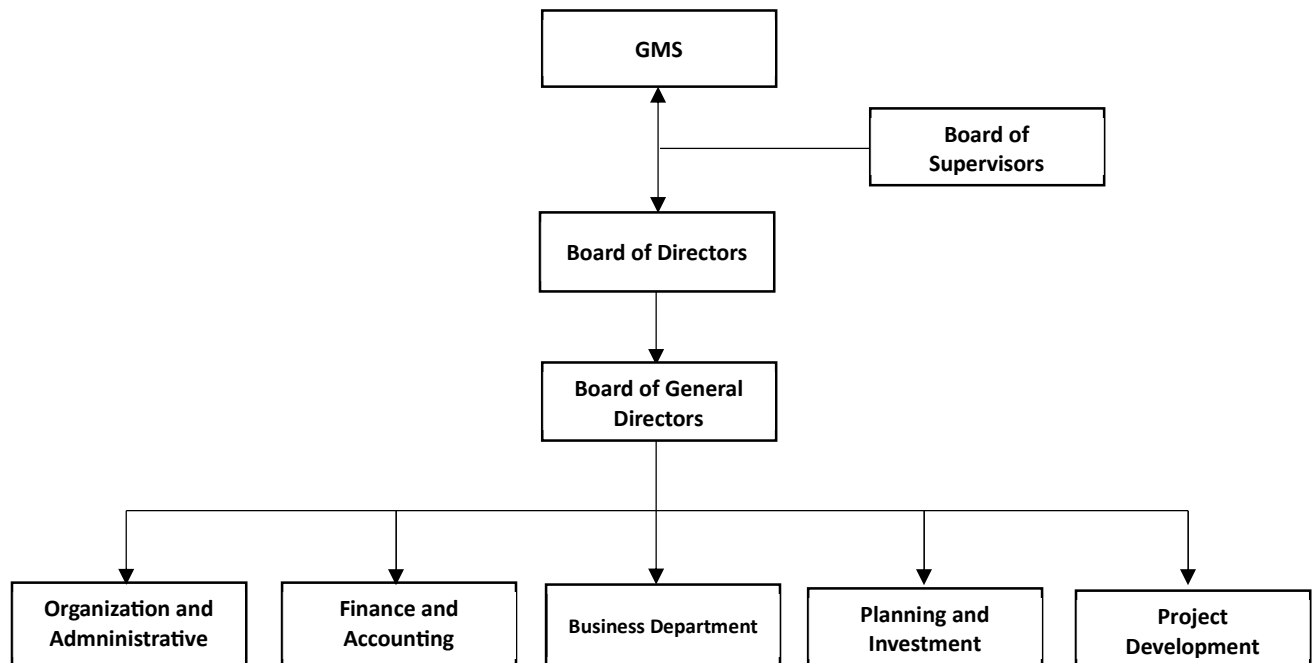 GMS
Board of
Supervisors
Board of Directors
Board of General
Directors
Organization and
Admninistrative
Finance and
Accounting
Business Department
Planning and
Investment
Project
Development